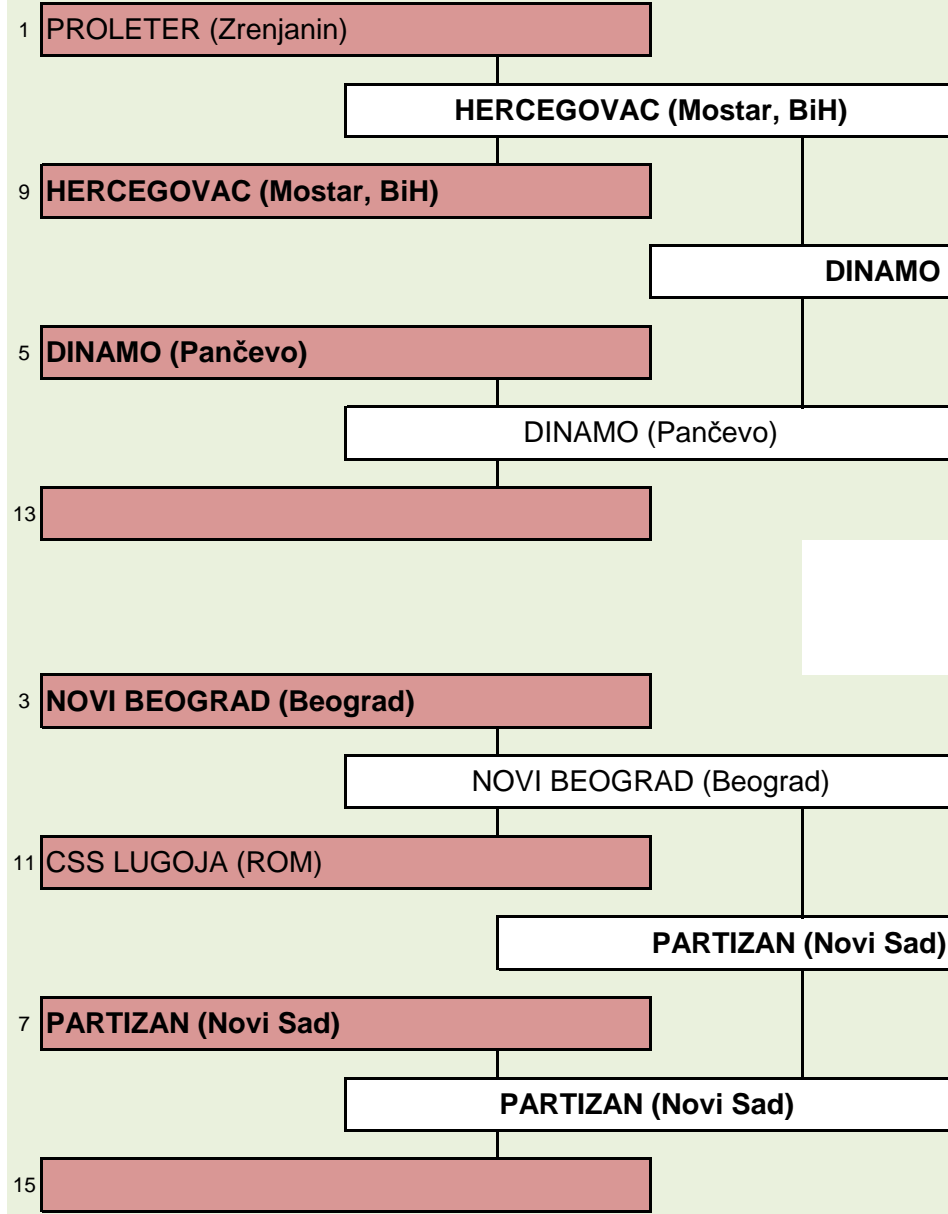 1 PROLETER (Zrenjanin)
HERCEGOVAC (Mostar, BiH)
9 HERCEGOVAC (Mostar, BiH)
DINAMO
5 DINAMO (Pančevo)
DINAMO (Pančevo)
13
3 NOVI BEOGRAD (Beograd)
NOVI BEOGRAD (Beograd)
11 CSS LUGOJA (ROM)
PARTIZAN (Novi Sad)
7 PARTIZAN (Novi Sad)
PARTIZAN (Novi Sad)
15